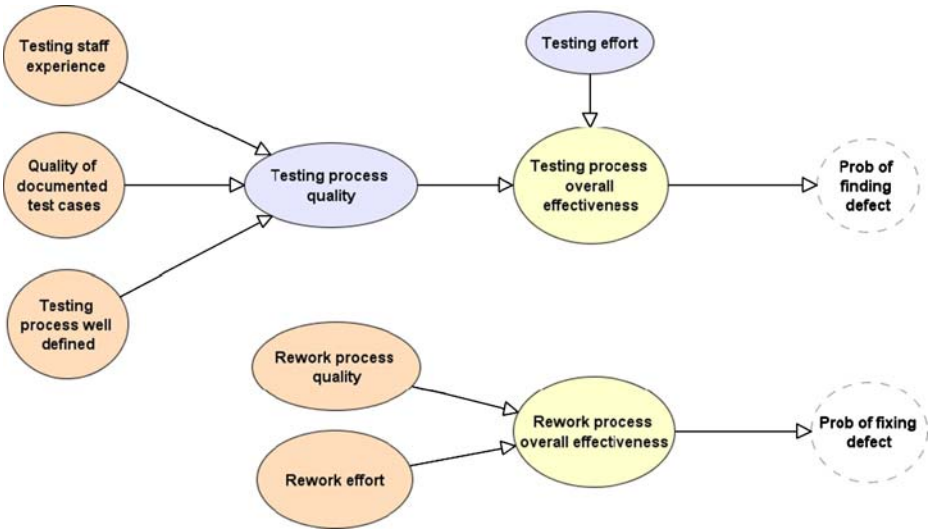 Testing staff
experience
Testing effort
Quality of
documented
test cases
Testing process
quality
Testing process
overall
effectiveness
Prob of
finding
defect
Testing
process well
defined
Rework process
quality
Rework process
overall effectiveness
Prob of fixing
defect
Rework effort